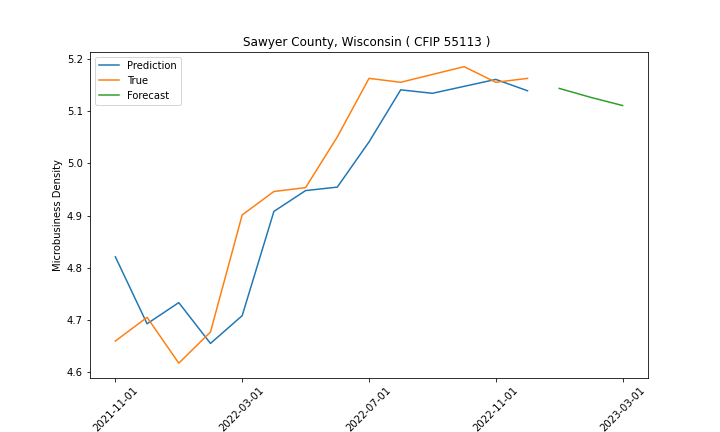 Sawyer County, Wisconsin ( CFIP 55113 )
Prediction
True
Forecast
Microbusiness Density
5.2
5.1
5.0
4.9
4.8
4.7
4.6
2021-11-01
2022-03-01
2022-07-01
2022-11-01
2023-03-01